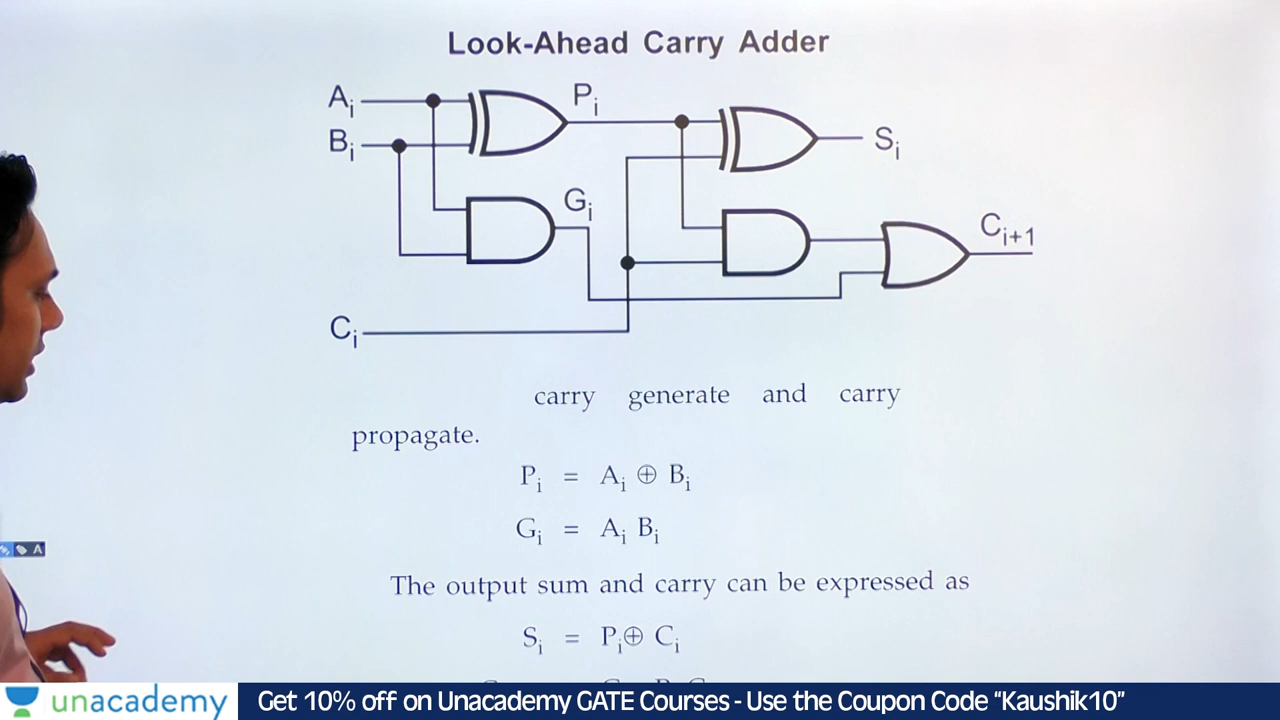 Look-Ahead Carry Adder
Aᵢ
Pᵢ
Bᵢ
Sᵢ
Gᵢ
Cᵢ₊₁
Cᵢ
carry generate and carry
propagate.
Pᵢ = Aᵢ ⊕ Bᵢ
Gᵢ = Aᵢ Bᵢ
The output sum and carry can be expressed as
Sᵢ = Pᵢ⊕ Cᵢ
A
unacademy
Get 10% off on Unacademy GATE Courses - Use the Coupon Code "Kaushik10"